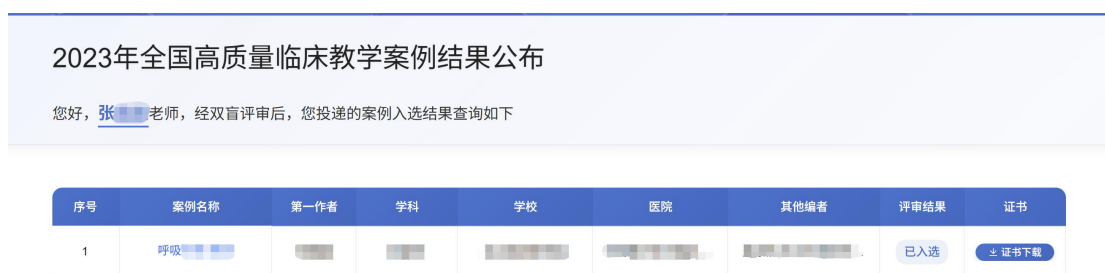 2023年全国高质量临床教学案例结果公布
您好，张老师，经双盲评审后，您投递的案例入选结果查询如下
序号 案例名称 第一作者 学科 学校 医院 其他编者 评审结果 证书
1 呼吸 已入选 证书下载